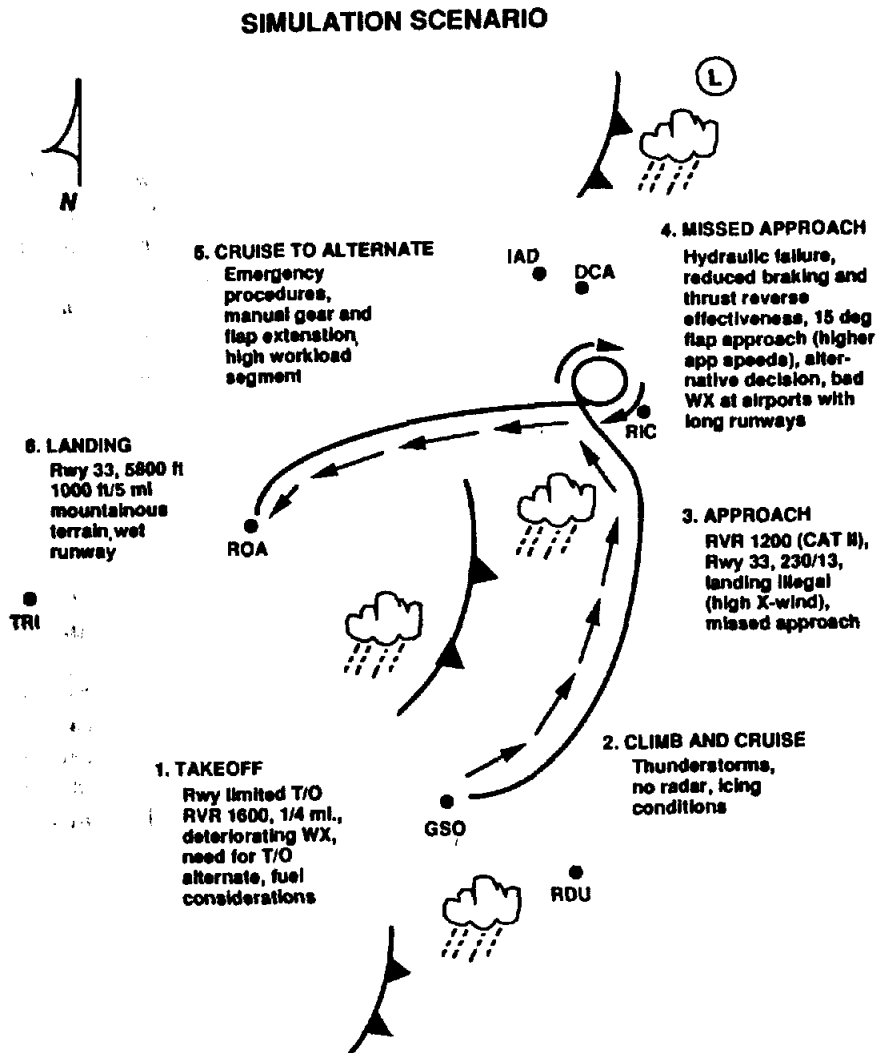 SIMULATION SCENARIO
L
N
5. CRUISE TO ALTERNATE
Emergency
procedures,
manual gear and
flap extension,
high workload
segment
IAD
DCA
4. MISSED APPROACH
Hydraulic failure,
reduced braking and
thrust reverse
effectiveness, 15 deg
flap approach (higher
app speeds), alter-
native decision, bad
WX at airports with
long runways
RIC
6. LANDING
Rwy 33, 5800 ft
1000 ft/5 mi
mountainous
terrain, wet
runway
ROA
TRI
3. APPROACH
RVR 1200 (CAT II),
Rwy 33, 230/13,
landing illegal
(high X-wind),
missed approach
2. CLIMB AND CRUISE
Thunderstorms,
no radar, icing
conditions
1. TAKEOFF
Rwy limited T/O
RVR 1600, 1/4 mi.,
deteriorating WX,
need for T/O
alternate, fuel
considerations
GSO
RDU